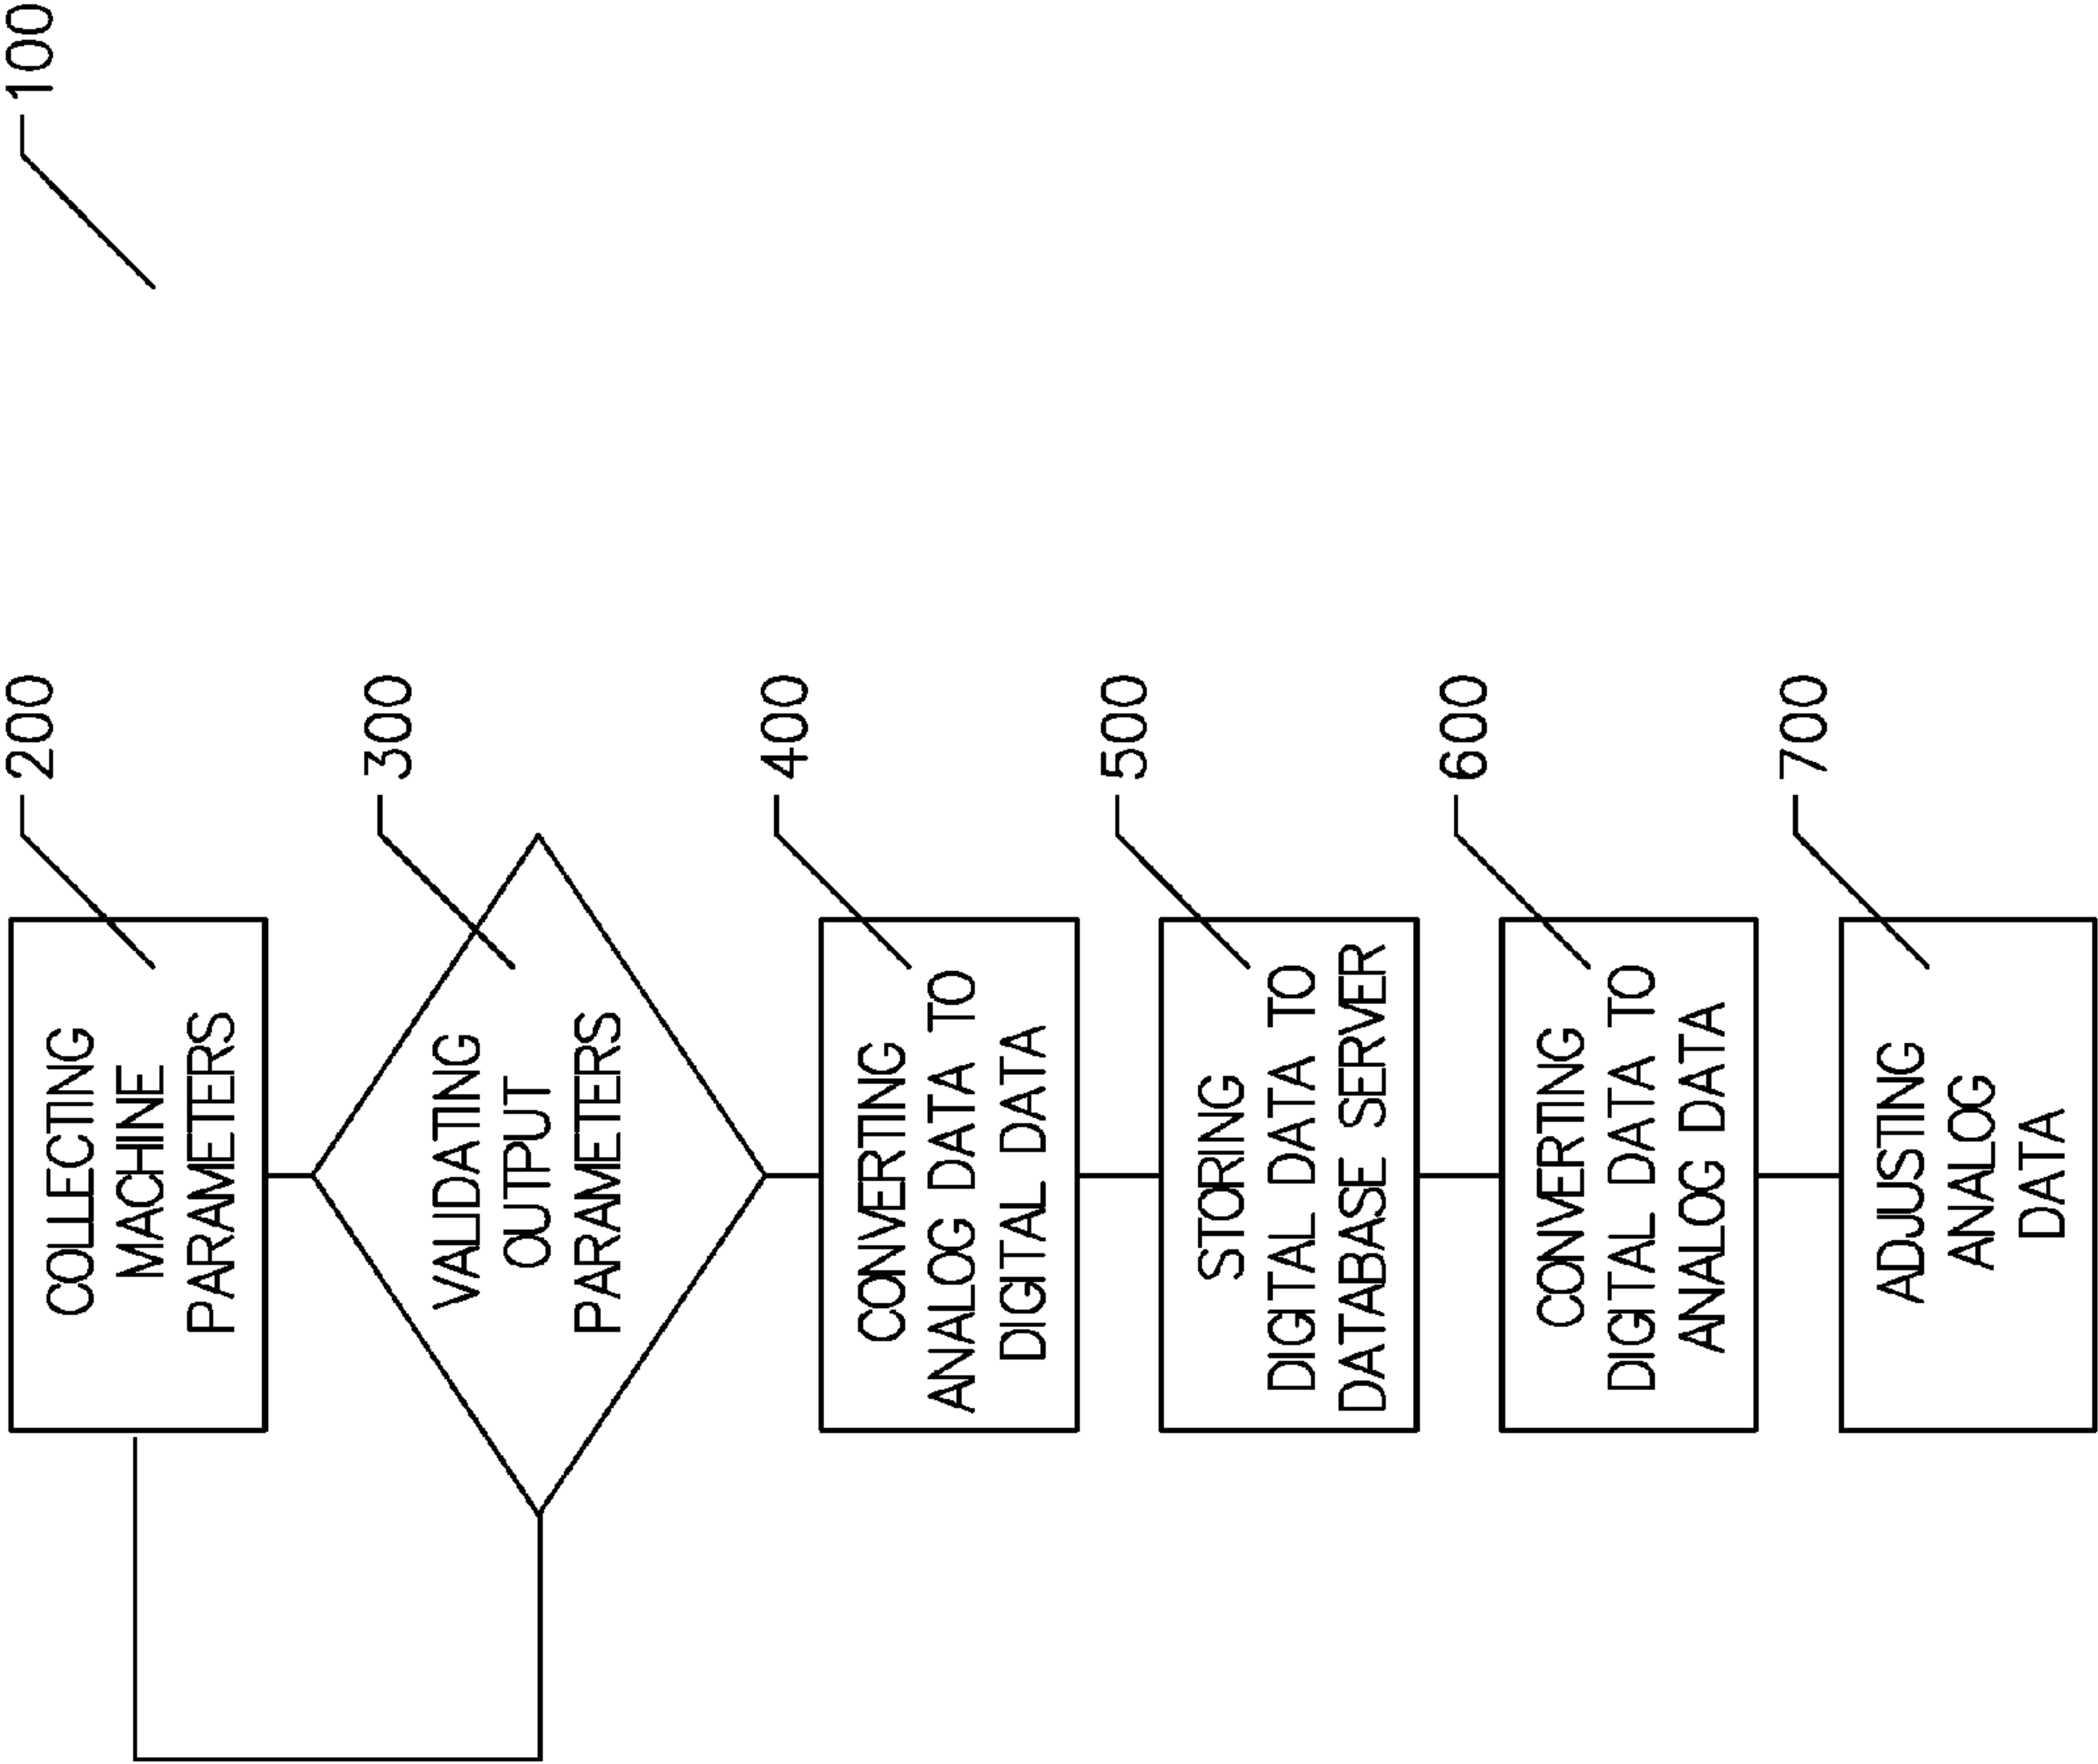 100
200
COLLECTING
MACHINE
PARAMETERS
300
VALIDATING
OUTPUT
PARAMETERS
400
CONVERTING
ANALOG DATA TO
DIGITAL DATA
500
STORING
DIGITAL DATA TO
DATABASE SERVER
600
CONVERTING
DIGITAL DATA TO
ANALOG DATA
700
ADJUSTING
ANALOG
DATA